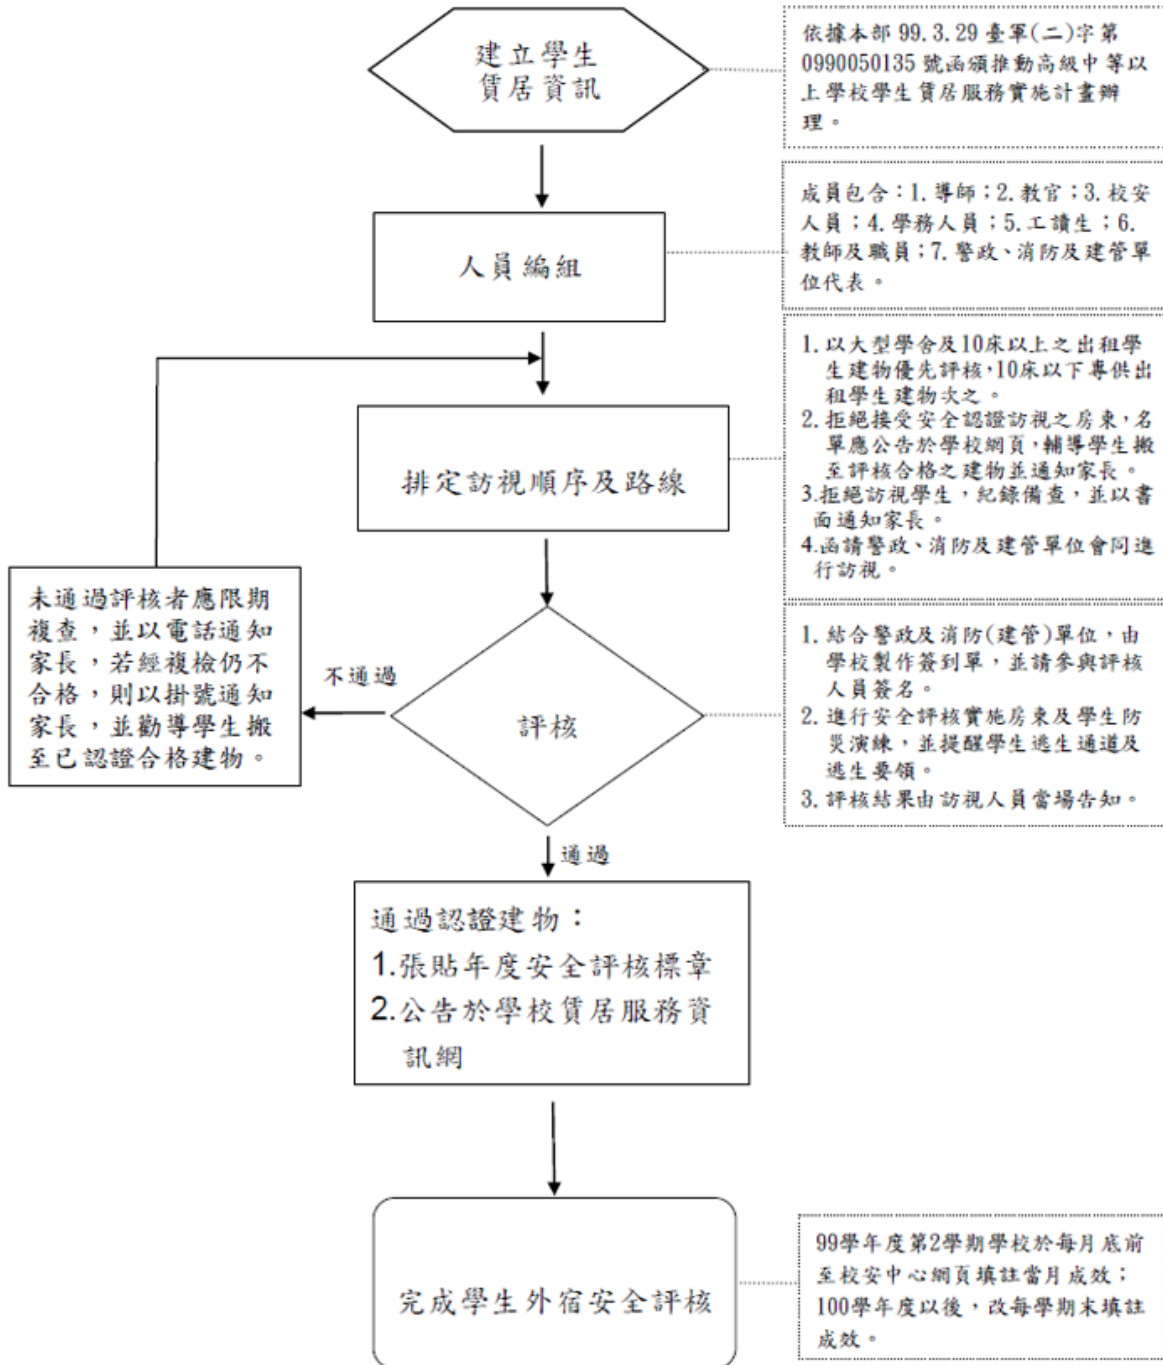 建立學生
賃居資訊
依據本部 99.3.29 臺軍(二)字第
0990050135 號函頒推動高級中等以
上學校學生賃居服務實施計畫辦
理。
人員編組
成員包含：1.導師；2.教官；3.校安
人員；4.學務人員；5.工讀生；6.
教師及職員；7.警政、消防及建管單
位代表。
排定訪視順序及路線
1.以大型學舍及10床以上之出租學
生建物優先評核，10床以下專供出
租學生建物次之。
2.拒絕接受安全認證訪視之房東，名
單應公告於學校網頁，輔導學生搬
至評核合格之建物並通知家長。
3.拒絕訪視學生，紀錄備查，並以書
面通知家長。
4.函請警政、消防及建管單位會同進
行訪視。
未通過評核者應限期
複查，並以電話通知
家長，若經複檢仍不
合格，則以掛號通知
家長，並勸導學生搬
至已認證合格建物。
不通過
評核
1. 結合警政及消防(建管)單位，由
學校製作簽到單，並請參與評核
人員簽名。
2. 進行安全評核實施房東及學生防
災演練，並提醒學生逃生通道及
逃生要領。
3. 評核結果由訪視人員當場告知。
通過
通過認證建物：
1.張貼年度安全評核標章
2.公告於學校賃居服務資
訊網
完成學生外宿安全評核
99學年度第2學期學校於每月底前
至校安中心網頁填註當月成效；
100學年度以後，改每學期末填註
成效。